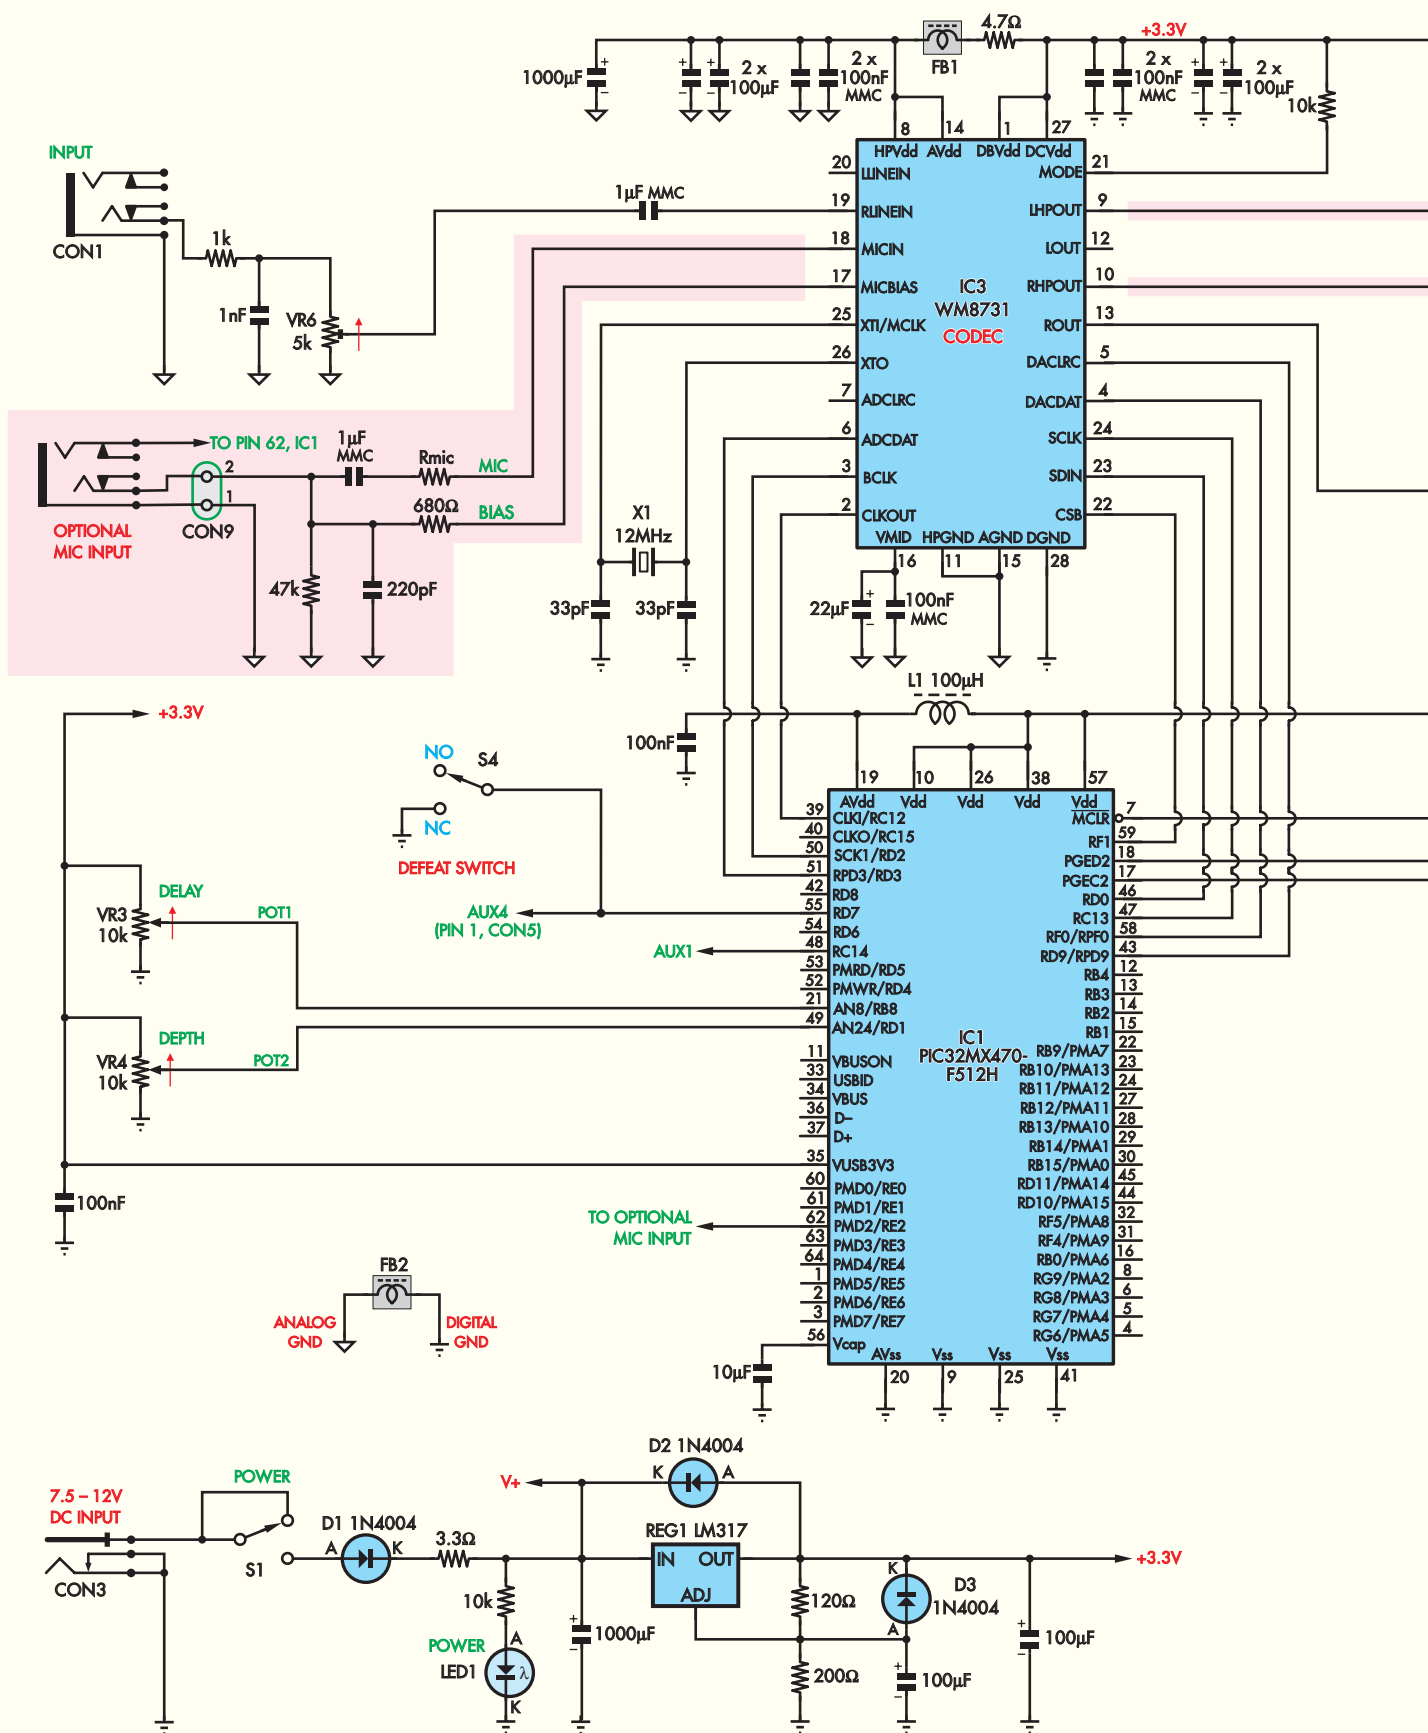 4.7Ω
FB1
+3.3V
1000µF
+
–
+
–
+
–
2 x
100µF
2 x
100nF
MMC
2 x
100nF
MMC
+
–
+
–
2 x
100µF
10k
8
14
1
27
HPVdd
AVdd
DBVdd
DCVdd
INPUT
CON1
1k
1nF
VR6
5k
1µF MMC
20
LLINEIN
19
RLINEIN
18
MICIN
17
MICBIAS
25
XTI/MCLK
26
XTO
7
ADCLRC
6
ADCDAT
3
BCLK
2
CLKOUT
IC3
WM8731
CODEC
MODE
21
LHPOUT
9
LOUT
12
RHPOUT
10
ROUT
13
DACLRC
5
DACDAT
4
SCLK
24
SDIN
23
CSB
22
VMID
HPGND
AGND
DGND
16
11
15
28
TO PIN 62, IC1
OPTIONAL
MIC INPUT
2
1
CON9
1µF
MMC
Rmic
MIC
680Ω
BIAS
47k
220pF
X1
12MHz
33pF
33pF
22µF
+
–
100nF
MMC
L1 100µH
100nF
+3.3V
NO
S4
NC
DEFEAT SWITCH
AUX4
(PIN 1, CON5)
AUX1
DELAY
VR3
10k
POT1
DEPTH
VR4
10k
POT2
100nF
TO OPTIONAL
MIC INPUT
FB2
ANALOG
GND
DIGITAL
GND
10µF
19
10
26
38
57
AVdd
Vdd
Vdd
Vdd
Vdd
39
CLKI/RC12
40
CLKO/RC15
50
SCK1/RD2
51
RPD3/RD3
42
RD8
55
RD7
54
RD6
48
RC14
53
PMRD/RD5
52
PMWR/RD4
21
AN8/RB8
49
AN24/RD1
11
VBUSON
33
USBID
34
VBUS
36
D–
37
D+
35
VUSB3V3
60
PMD0/RE0
61
PMD1/RE1
62
PMD2/RE2
63
PMD3/RE3
64
PMD4/RE4
1
PMD5/RE5
2
PMD6/RE6
3
PMD7/RE7
56
Vcap
IC1
PIC32MX470-
F512H
MCLR
7
RF1
59
PGED2
18
PGEC2
17
RD0
46
RC13
47
RF0/RPF0
58
RD9/RPD9
43
RB4
12
RB3
13
RB2
14
RB1
15
RB9/PMA7
22
RB10/PMA13
23
RB11/PMA12
24
RB12/PMA11
27
RB13/PMA10
28
RB14/PMA1
29
RB15/PMA0
30
RD11/PMA14
45
RD10/PMA15
44
RF5/PMA8
32
RF4/PMA9
31
RB0/PMA6
16
RG9/PMA2
8
RG8/PMA3
6
RG7/PMA4
5
RG6/PMA5
4
AVss
Vss
Vss
Vss
20
9
25
41
7.5 – 12V
DC INPUT
CON3
POWER
S1
D1 1N4004
A
K
3.3Ω
V+
D2 1N4004
K
A
REG1 LM317
IN
OUT
ADJ
10k
POWER
LED1
A
λ
K
+
–
1000µF
120Ω
200Ω
K
D3
1N4004
A
+
–
100µF
+
–
100µF
+3.3V